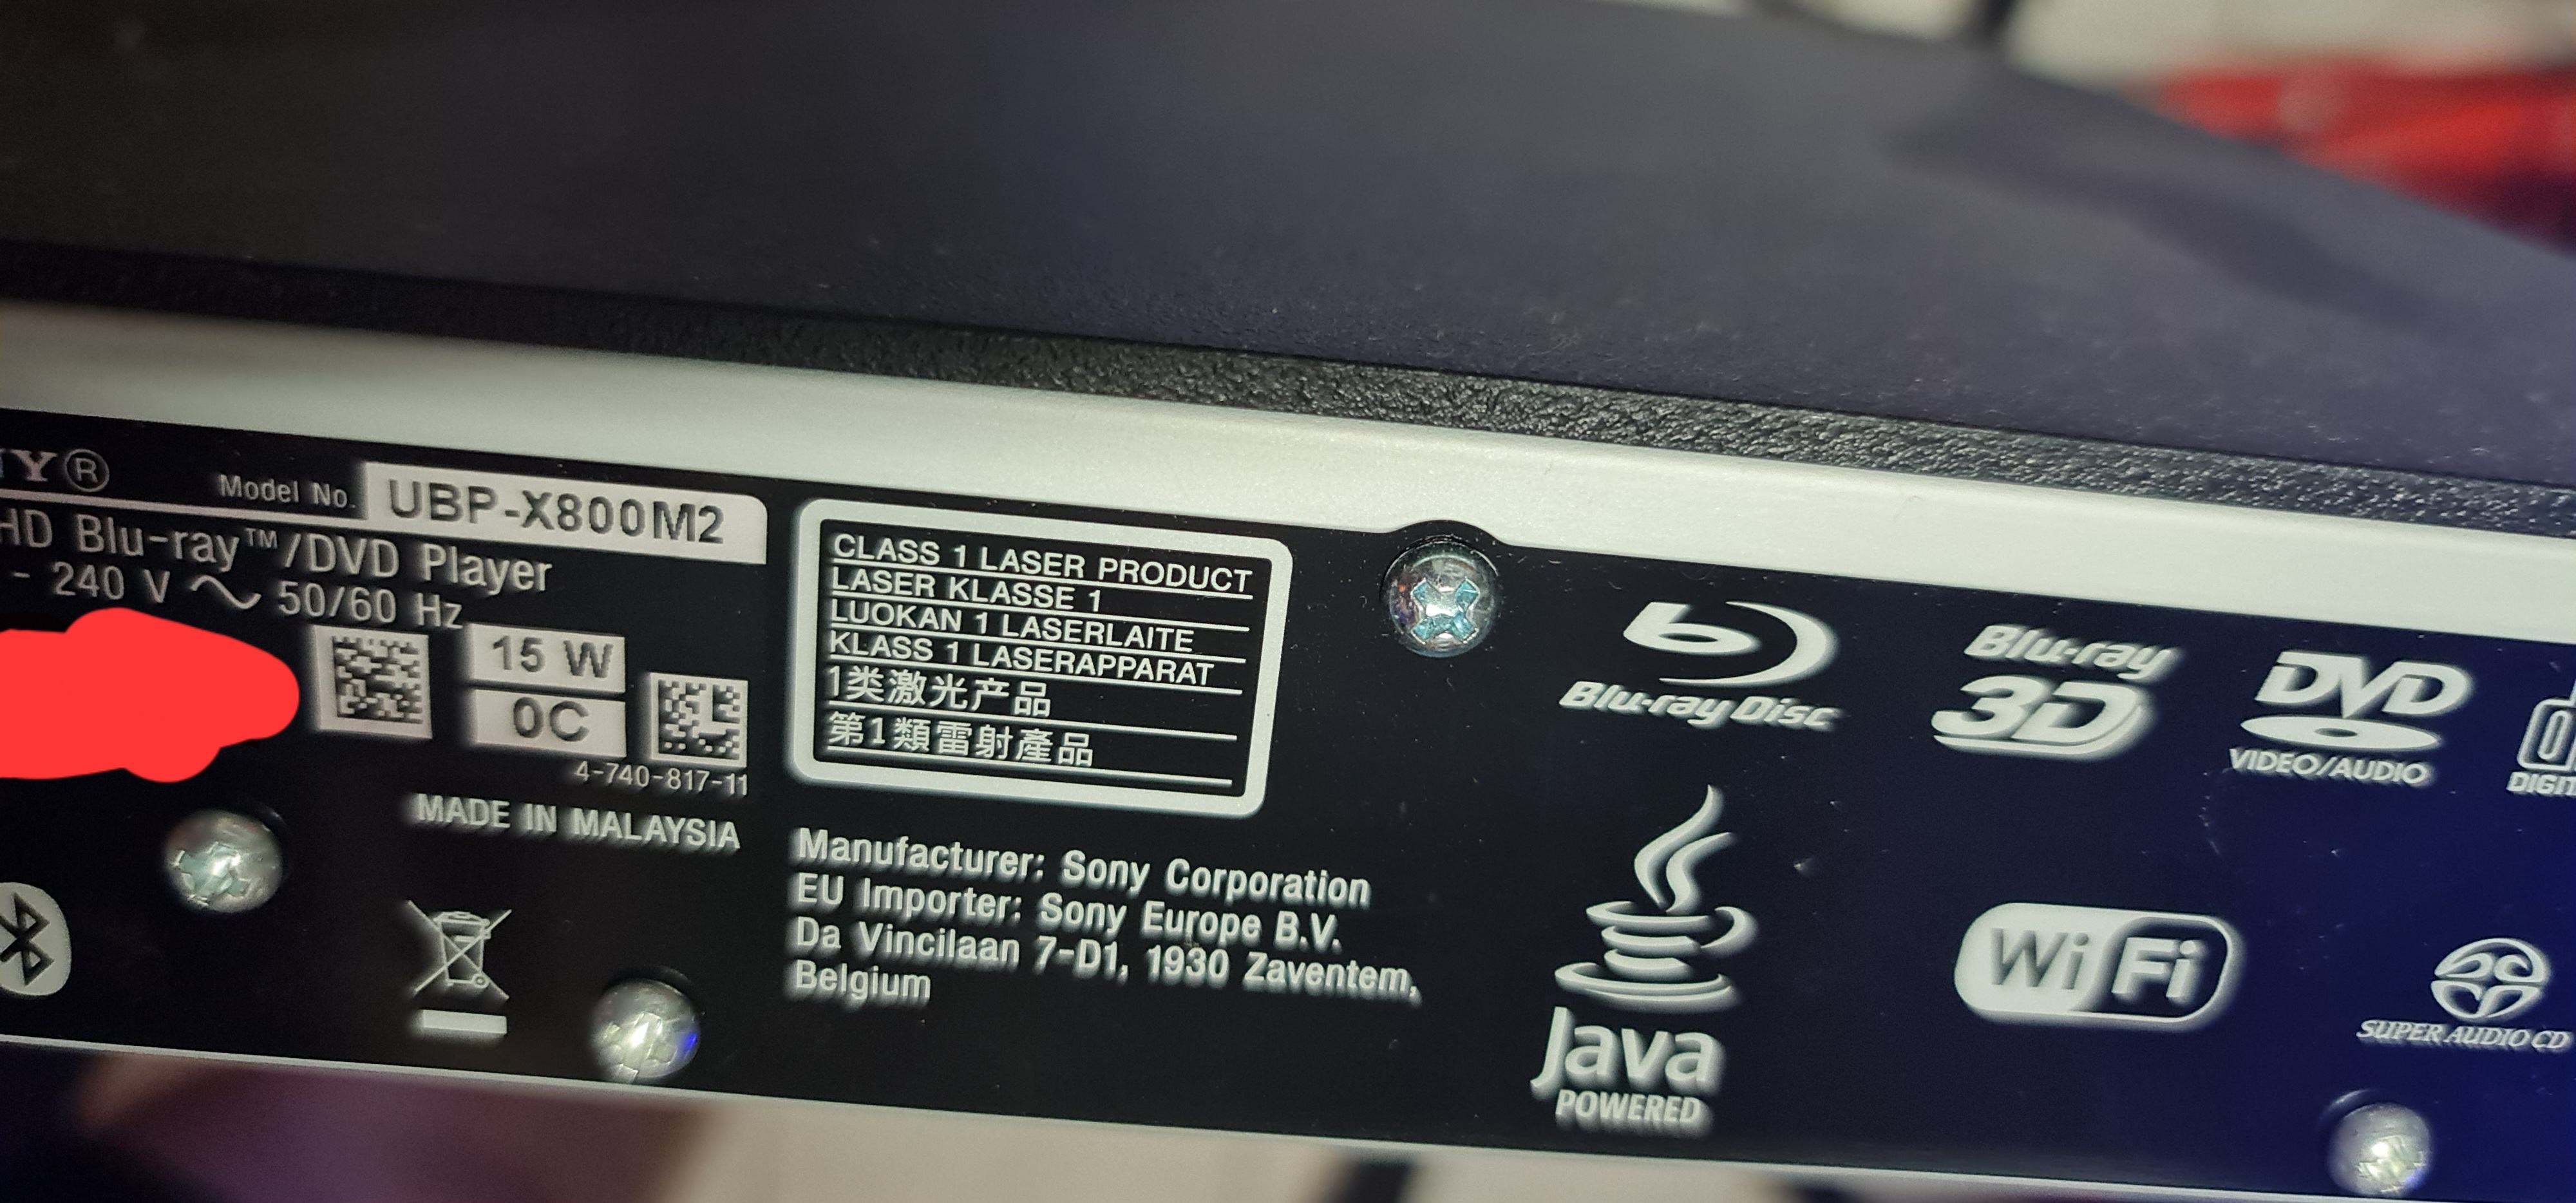 NY®
Model No. UBP-X800M2
HD Blu-ray™/DVD Player
- 240 V ~ 50/60 Hz
15 W
0C
4-740-817-11
MADE IN MALAYSIA
CLASS 1 LASER PRODUCT
LASER KLASSE 1
LUOKAN 1 LASERLAITE
KLASS 1 LASERAPPARAT
1类激光产品
第1類雷射產品
Manufacturer: Sony Corporation
EU Importer: Sony Europe B.V.
Da Vincilaan 7-D1, 1930 Zaventem,
Belgium
Blu-ray Disc
Blu-ray
3D
DVD
VIDEO/AUDIO
Java
POWERED
Wi Fi
SUPER AUDIO CD